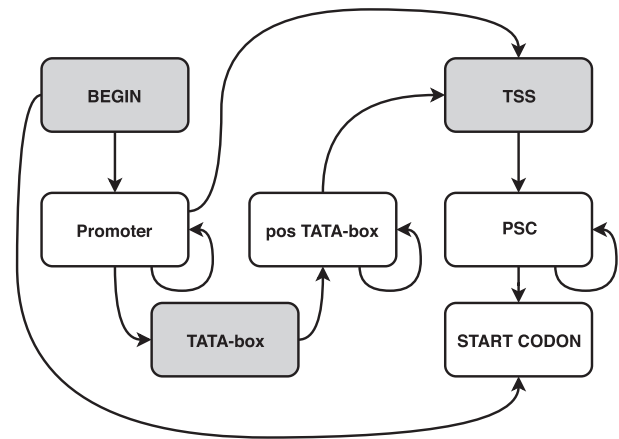 BEGIN
TSS
Promoter
pos TATA-box
PSC
TATA-box
START CODON